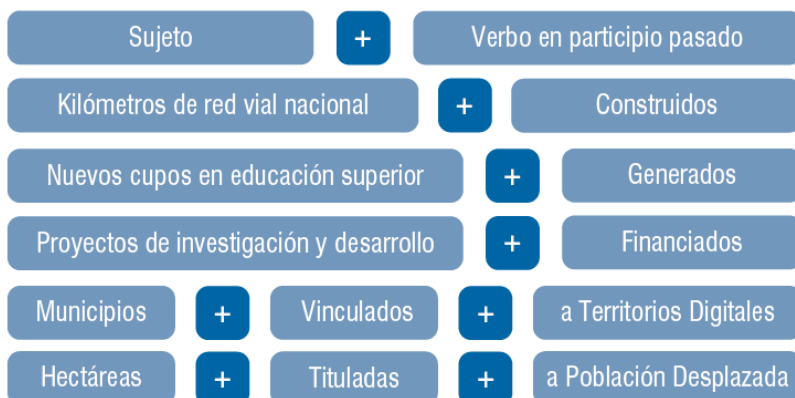 Sujeto + Verbo en participio pasado
Kilómetros de red vial nacional + Construidos
Nuevos cupos en educación superior + Generados
Proyectos de investigación y desarrollo + Financiados
Municipios + Vinculados + a Territorios Digitales
Hectáreas + Tituladas + a Población Desplazada